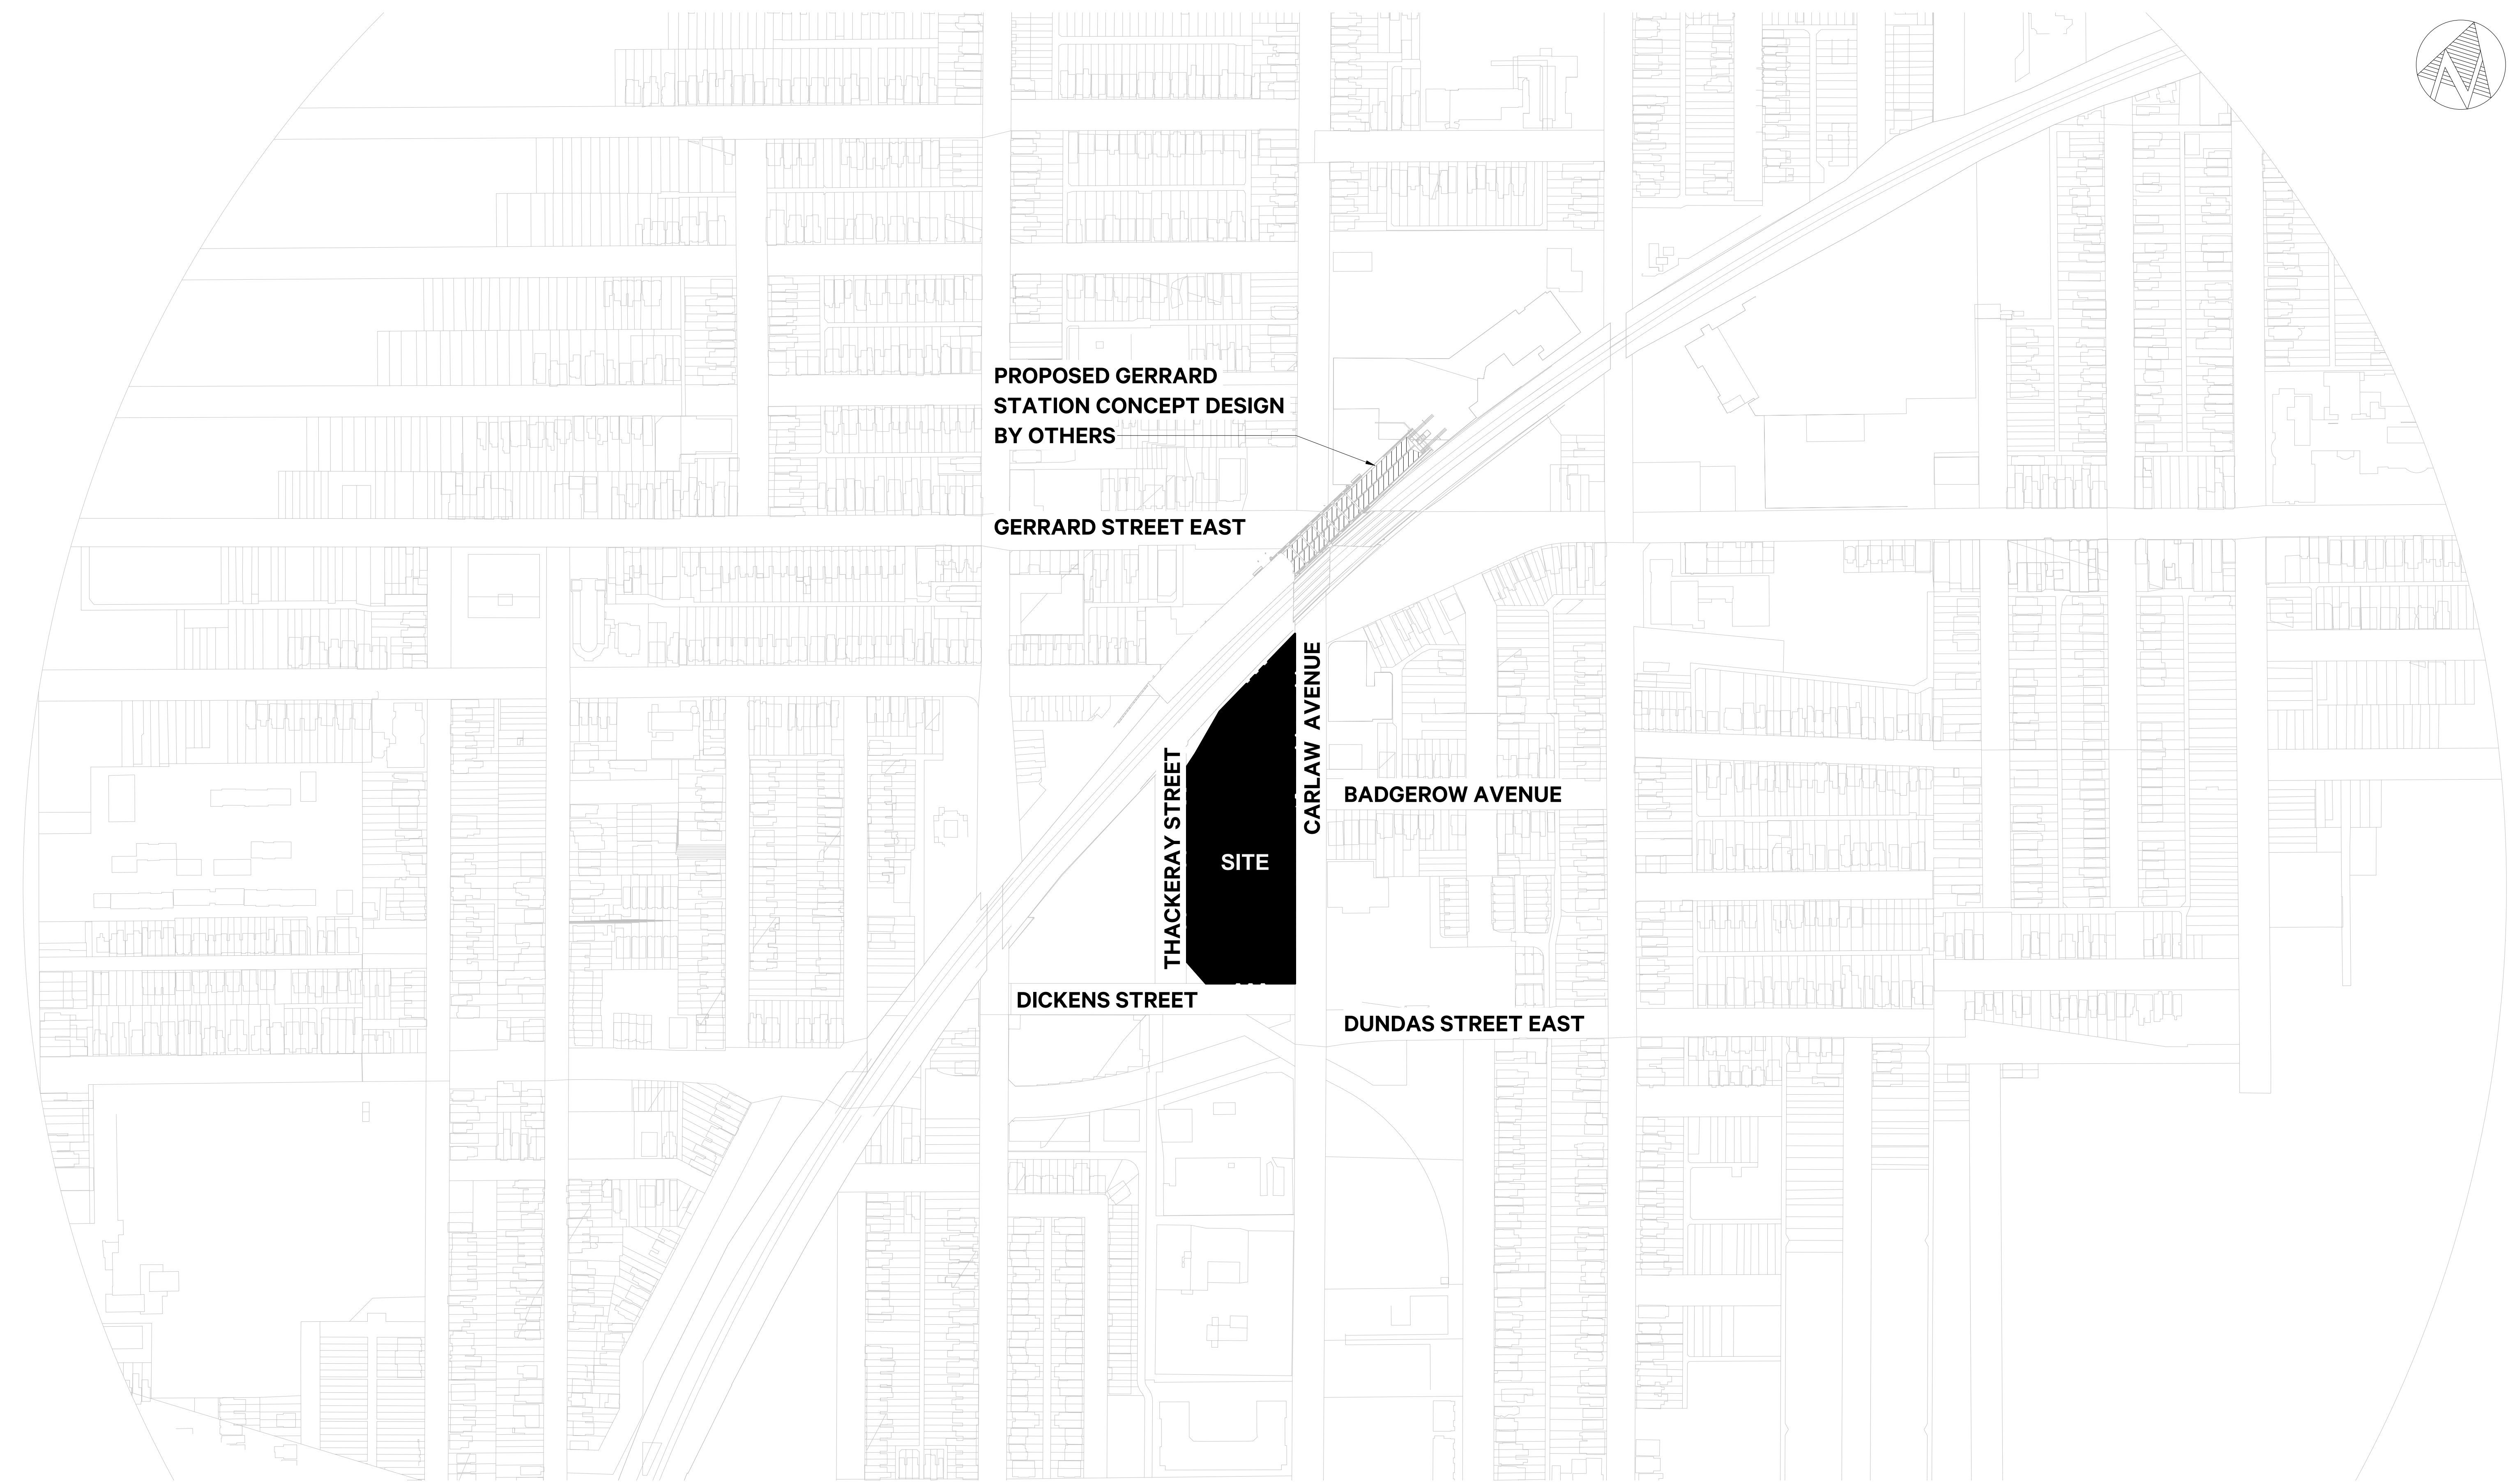 PROPOSED GERRARD
STATION CONCEPT DESIGN
BY OTHERS
GERRARD STREET EAST
CARLAW AVENUE
THACKERAY STREET
BADGEROW AVENUE
SITE
DICKENS STREET
DUNDAS STREET EAST